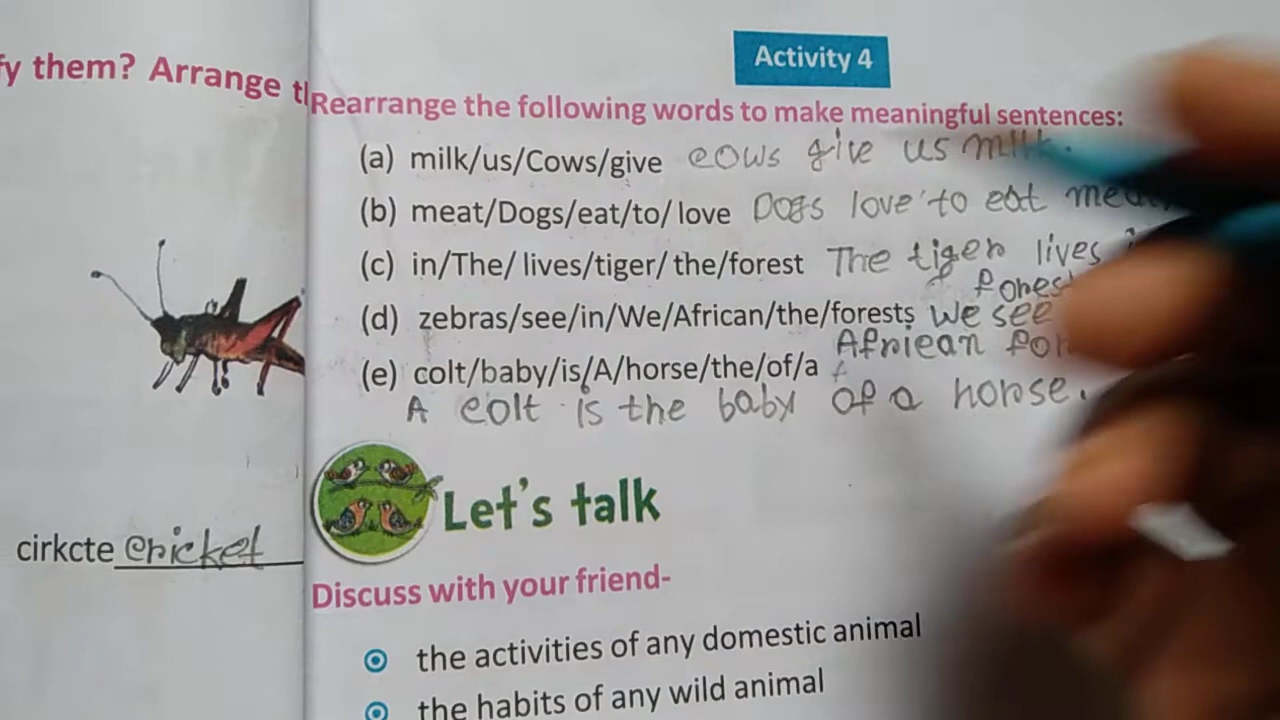 fy them? Arrange t
cirkcte Cricket
Activity 4
Rearrange the following words to make meaningful sentences:
(a) milk/us/Cows/give cows give us milk.
(b) meat/Dogs/eat/to/ love Dogs love to eat
(c) in/The/ lives/tiger/ the/forest The tiger lives
(d) zebras/see/in/We/African/the/forests We see
African
(e) colt/baby/is/A/horse/the/of/a
A colt is the baby of a horse.
Let's talk
Discuss with your friend-
the activities of any domestic animal
the habits of any wild animal